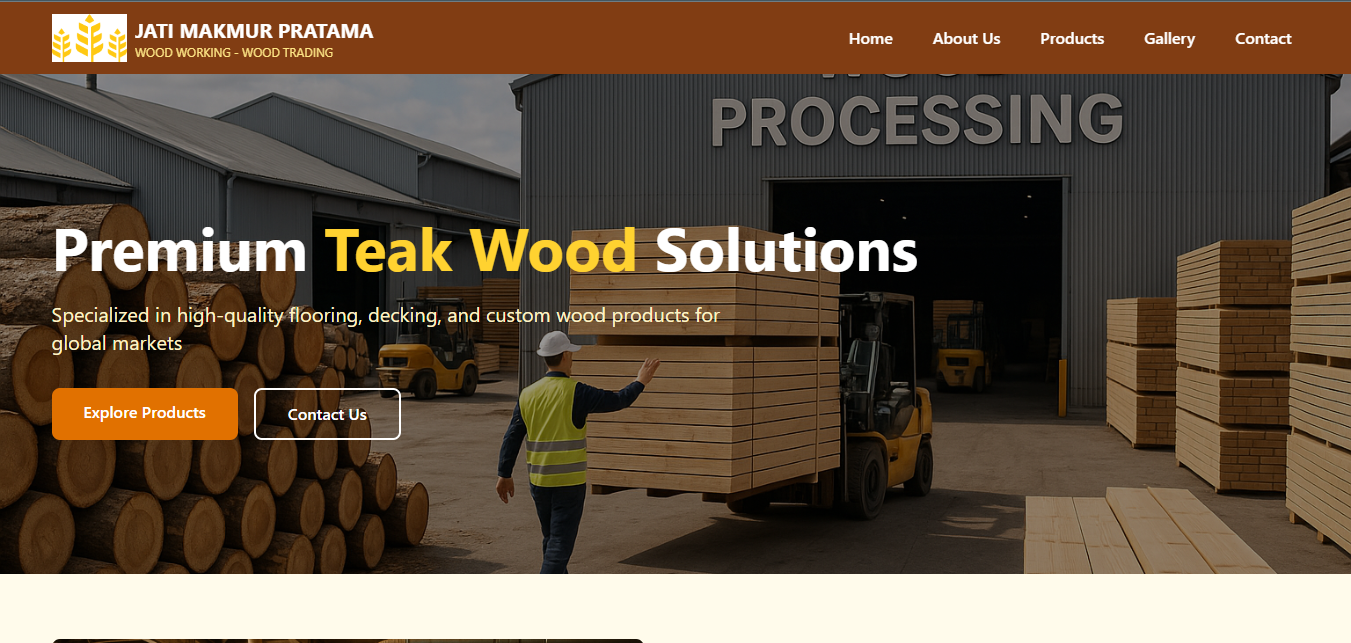 JATI MAKMUR PRATAMA
WOOD WORKING - WOOD TRADING
Home
About Us
Products
Gallery
Contact
PROCESSING
Premium Teak Wood Solutions
Specialized in high-quality flooring, decking, and custom wood products for
global markets
Explore Products
Contact Us